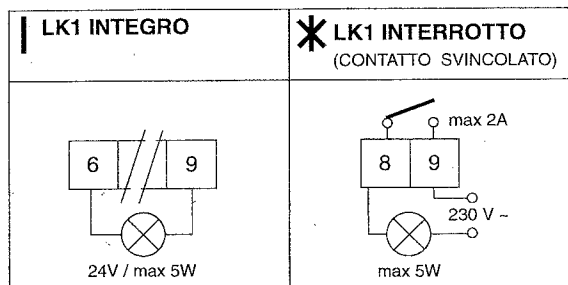 LK1 INTEGRO
6 9
24V / max 5W
LK1 INTERROTTO
(CONTATTO SVINCOLATO)
max 2A
8 9
230 V ~
max 5W